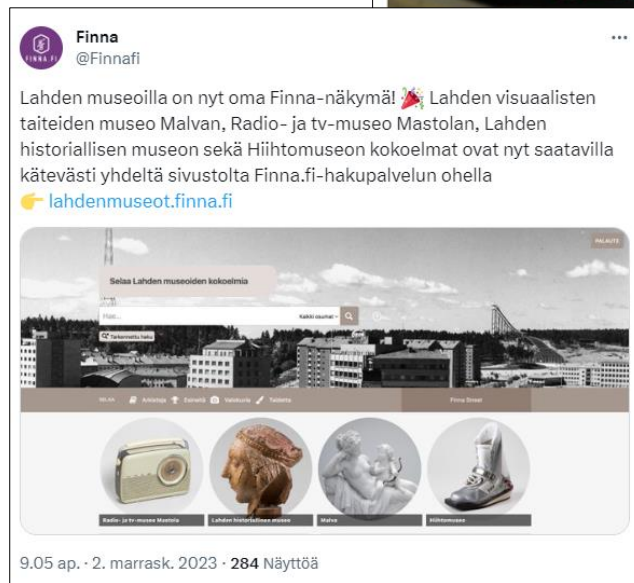 Finna
@Finnafi
Lahden museoilla on nyt oma Finna-näkymä! 🎉 Lahden visuaalisten
taiteiden museo Malvan, Radio- ja tv-museo Mastolan, Lahden
historiallisen museon sekä Hiihtomuseon kokoelmat ovat nyt saatavilla
kätevästi yhdeltä sivustolta Finna.fi-hakupalvelun ohella
👉 lahdenmuseot.finna.fi
PALAUTE
Selaa Lahden museoiden kokoelmia
Hae...
Kaikki osumat
Tarkennettu haku
Arkistoja Esineitä Valokuvia Taidetta
Radio- ja tv-museo Mastola
Lahden historiallinen museo
Malva
Hiihtomuseo
9.05 ap. · 2. marrask. 2023 · 284 Näyttöä